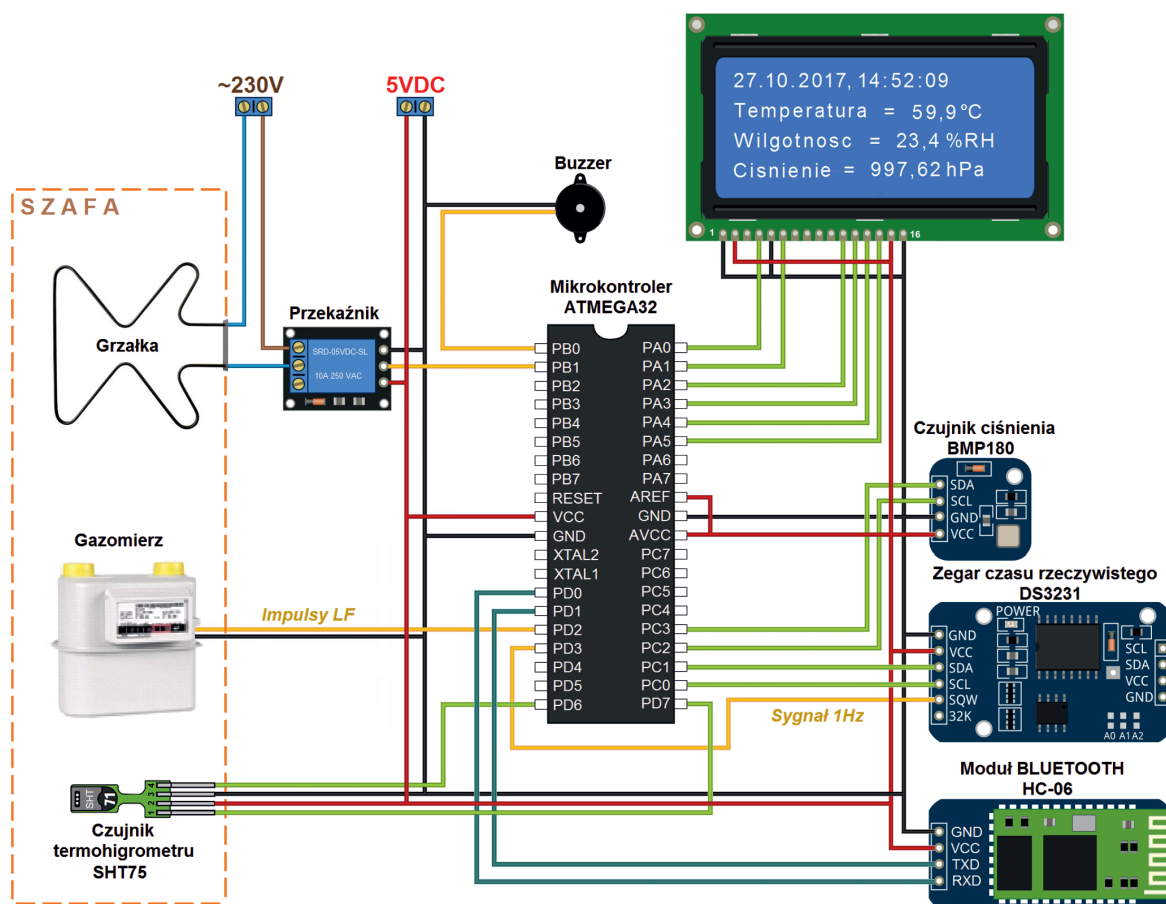 ~230V
5VDC
27.10.2017, 14:52:09
Temperatura = 59,9°C
Wilgotnosc = 23,4 %RH
Cisnienie = 997,62 hPa
1
16
Buzzer
SZAFA
Grzałka
Przekaźnik
SRD-05VDC-SL
10A 250 VAC
Mikrokontroler
ATMEGA32
PB0
PB1
PB2
PB3
PB4
PB5
PB6
PB7
RESET
VCC
GND
XTAL2
XTAL1
PD0
PD1
PD2
PD3
PD4
PD5
PD6
PA0
PA1
PA2
PA3
PA4
PA5
PA6
PA7
AREF
GND
AVCC
PC7
PC6
PC5
PC4
PC3
PC2
PC1
PC0
PD7
Czujnik ciśnienia
BMP180
SDA
SCL
GND
VCC
Gazomierz
Impulsy LF
Zegar czasu rzeczywistego
DS3231
POWER
GND
VCC
SDA
SCL
SQW
32K
SCL
SDA
VCC
GND
A0 A1 A2
Sygnał 1Hz
SHT
71
1 2 3 4
Czujnik
termohigrometru
SHT75
Moduł BLUETOOTH
HC-06
GND
VCC
TXD
RXD